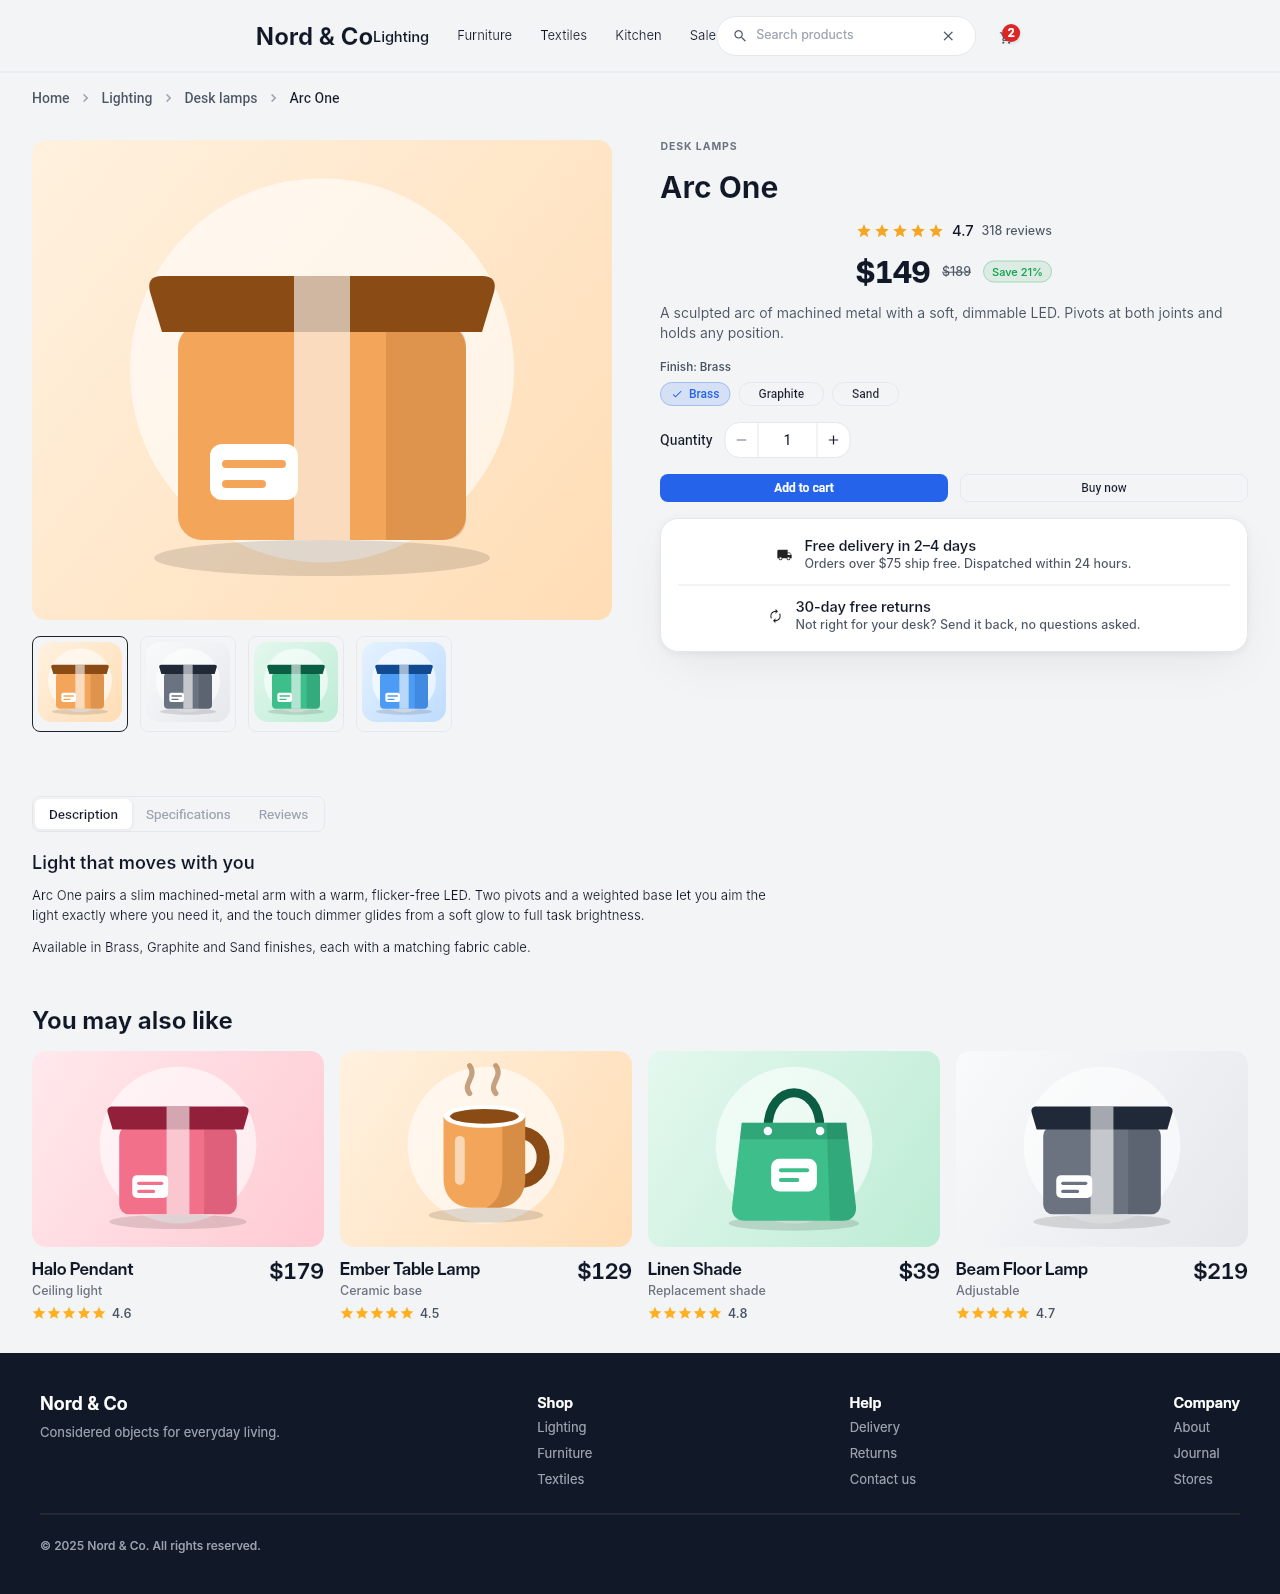 Nord & Co
Lighting Furniture Textiles Kitchen Sale
Search products
2
Home Lighting Desk lamps Arc One
DESK LAMPS
Arc One
4.7 318 reviews
$149 $189 Save 21%
A sculpted arc of machined metal with a soft, dimmable LED. Pivots at both joints and
holds any position.
Finish: Brass
Brass Graphite Sand
Quantity 1
Add to cart Buy now
Free delivery in 2–4 days
Orders over $75 ship free. Dispatched within 24 hours.
30-day free returns
Not right for your desk? Send it back, no questions asked.
Description Specifications Reviews
Light that moves with you
Arc One pairs a slim machined-metal arm with a warm, flicker-free LED. Two pivots and a weighted base let you aim the
light exactly where you need it, and the touch dimmer glides from a soft glow to full task brightness.
Available in Brass, Graphite and Sand finishes, each with a matching fabric cable.
You may also like
Halo Pendant $179
Ceiling light
4.6
Ember Table Lamp $129
Ceramic base
4.5
Linen Shade $39
Replacement shade
4.8
Beam Floor Lamp $219
Adjustable
4.7
Nord & Co
Considered objects for everyday living.
Shop
Lighting
Furniture
Textiles
Help
Delivery
Returns
Contact us
Company
About
Journal
Stores
© 2025 Nord & Co. All rights reserved.